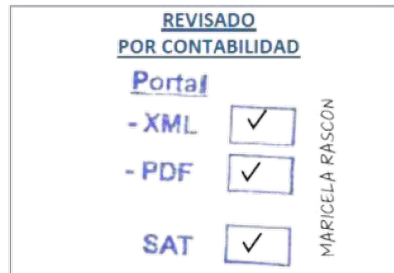 REVISADO
POR CONTABILIDAD
Portal
- XML ✓
- PDF ✓
SAT ✓
MARICELA RASCON